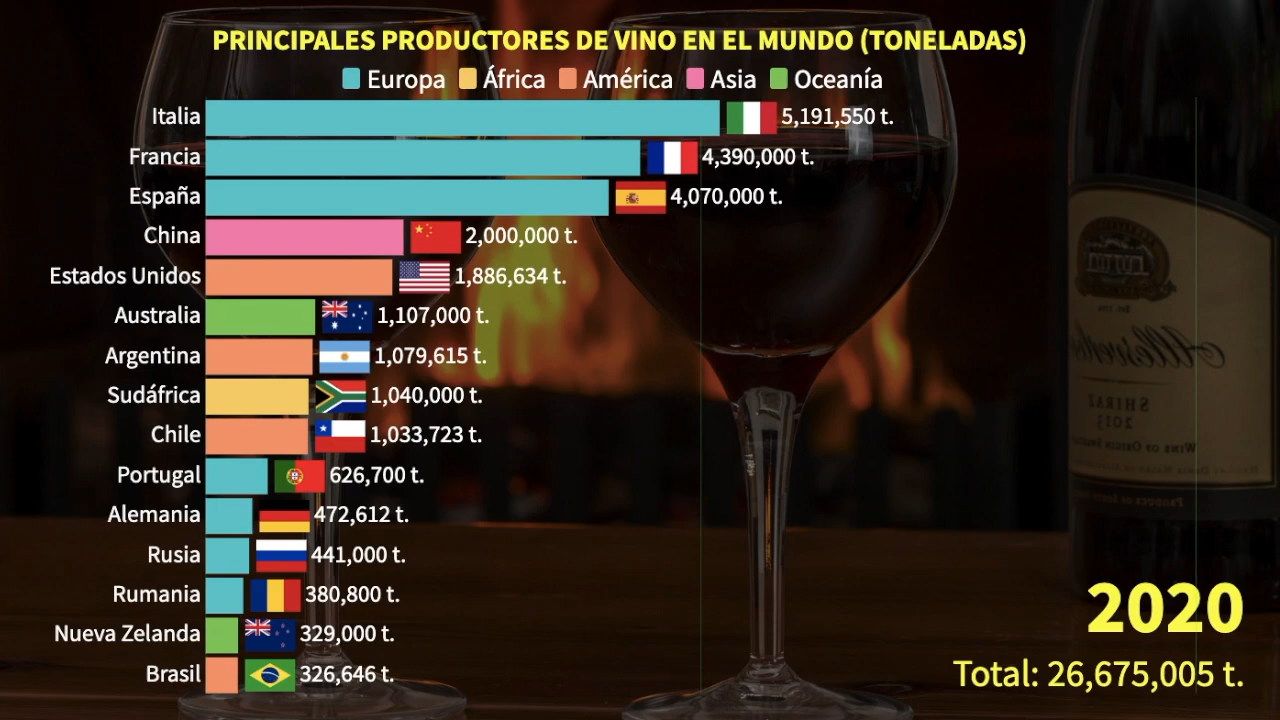 PRINCIPALES PRODUCTORES DE VINO EN EL MUNDO (TONELADAS)
Europa África América Asia Oceanía
Italia 5,191,550 t.
Francia 4,390,000 t.
España 4,070,000 t.
China 2,000,000 t.
Estados Unidos 1,886,634 t.
Australia 1,107,000 t.
Argentina 1,079,615 t.
Sudáfrica 1,040,000 t.
Chile 1,033,723 t.
Portugal 626,700 t.
Alemania 472,612 t.
Rusia 441,000 t.
Rumania 380,800 t.
Nueva Zelanda 329,000 t.
Brasil 326,646 t.
2020
Total: 26,675,005 t.
SHIRAZ
2013